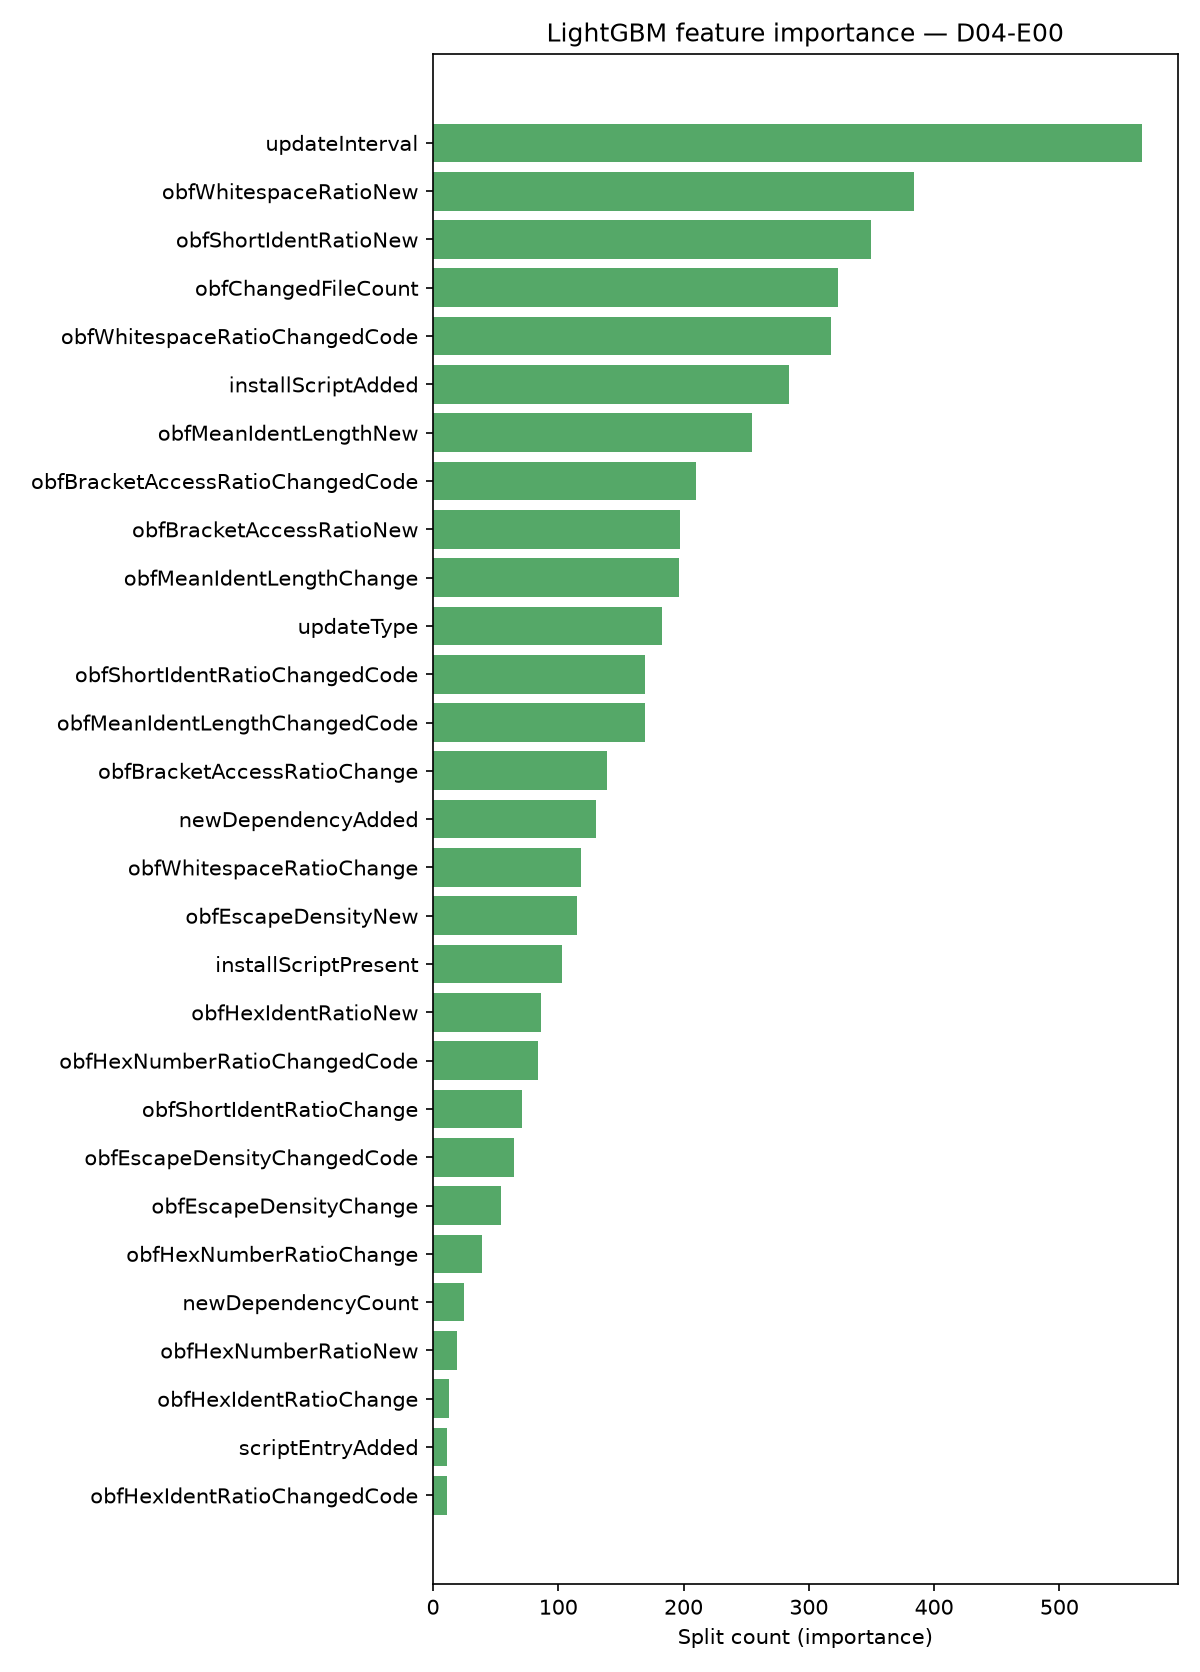 LightGBM feature importance — D04-E00
updateInterval
obfWhitespaceRatioNew
obfShortIdentRatioNew
obfChangedFileCount
obfWhitespaceRatioChangedCode
installScriptAdded
obfMeanIdentLengthNew
obfBracketAccessRatioChangedCode
obfBracketAccessRatioNew
obfMeanIdentLengthChange
updateType
obfShortIdentRatioChangedCode
obfMeanIdentLengthChangedCode
obfBracketAccessRatioChange
newDependencyAdded
obfWhitespaceRatioChange
obfEscapeDensityNew
installScriptPresent
obfHexIdentRatioNew
obfHexNumberRatioChangedCode
obfShortIdentRatioChange
obfEscapeDensityChangedCode
obfEscapeDensityChange
obfHexNumberRatioChange
newDependencyCount
obfHexNumberRatioNew
obfHexIdentRatioChange
scriptEntryAdded
obfHexIdentRatioChangedCode
0 100 200 300 400 500
Split count (importance)